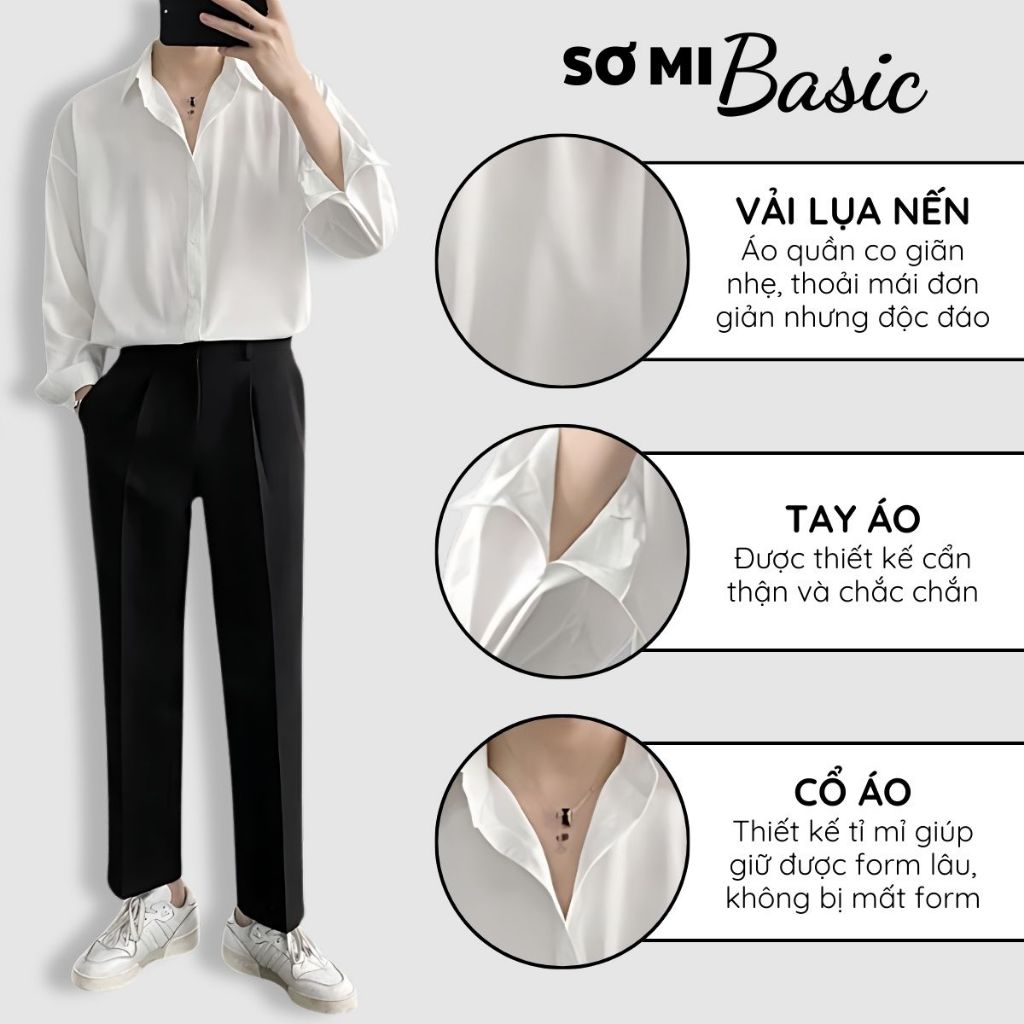 SƠ MI Basic
VẢI LỤA NẾN
Áo quần co giãn
nhẹ, thoải mái đơn
giản nhưng độc đáo
TAY ÁO
Được thiết kế cẩn
thận và chắc chắn
CỔ ÁO
Thiết kế tỉ mỉ giúp
giữ được form lâu,
không bị mất form